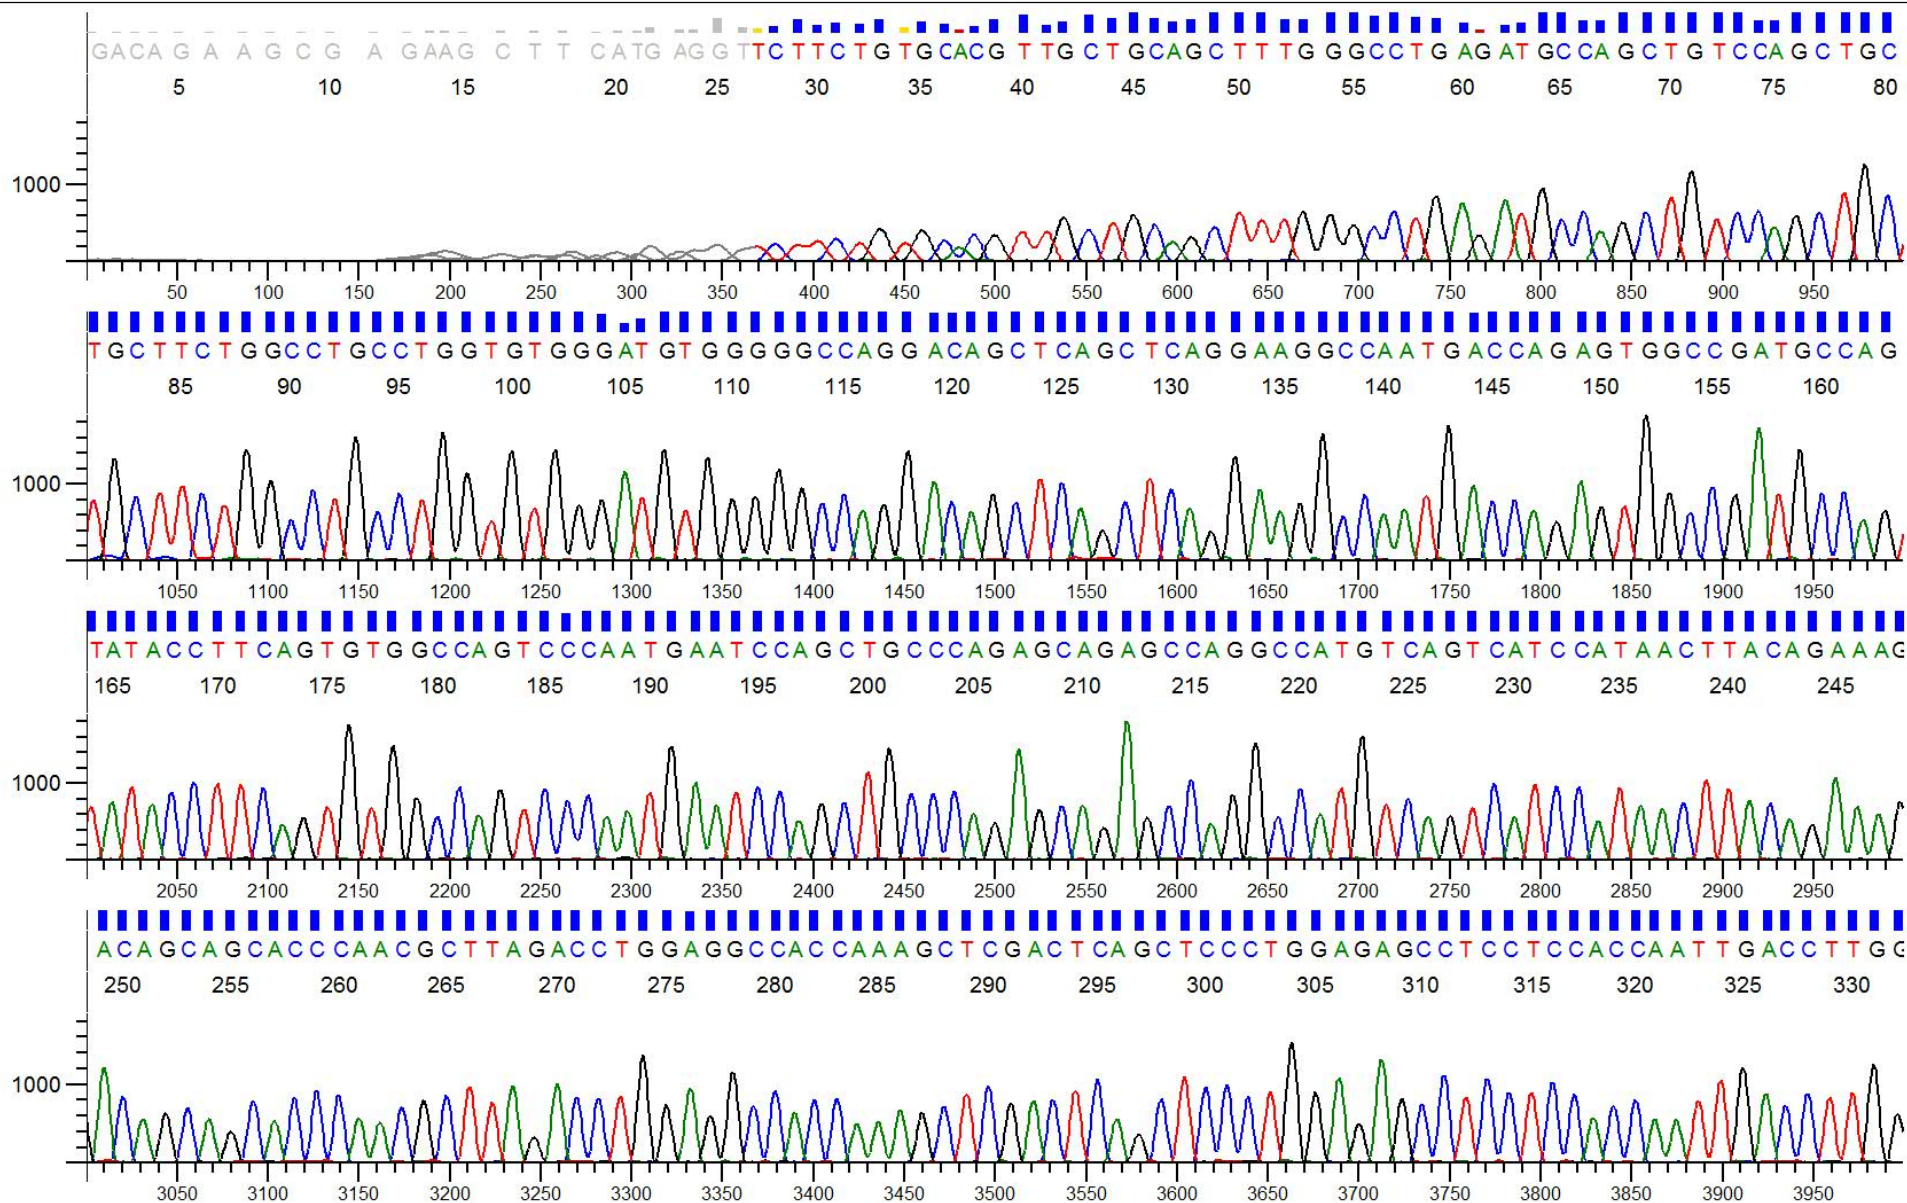 GACAGAAGCGAGAAGCTTCATGAGGTTCTTCTGTGCACGTTGCTGCAGCTTTGGGCCTGAGATGCCAGCTGTCCAGCTGC
5 10 15 20 25 30 35 40 45 50 55 60 65 70 75 80
1000
50 100 150 200 250 300 350 400 450 500 550 600 650 700 750 800 850 900 950
TGCTTCTGGCCTGCCTGGTGTGGGATGTGGGGGCCAGGACAGCTCAGCTCAGGAAGGCCAATGACCAGAGTGGCCGATGCCAG
85 90 95 100 105 110 115 120 125 130 135 140 145 150 155 160
1000
1050 1100 1150 1200 1250 1300 1350 1400 1450 1500 1550 1600 1650 1700 1750 1800 1850 1900 1950
TATACCTTCAGTGTGGCCAGTCCCAATGAATCCAGCTGCCCAGAGCAGAGCCAGGCCATGTCAGTCATCCATAACTTACAGAAAG
165 170 175 180 185 190 195 200 205 210 215 220 225 230 235 240 245
1000
2050 2100 2150 2200 2250 2300 2350 2400 2450 2500 2550 2600 2650 2700 2750 2800 2850 2900 2950
ACAGCAGCACCCAACGCTTAGACCTGGAGGCCACCAAAGCTCGACTCAGCTCCCTGGAGAGCCTCCTCCACCAATTGACCTTGG
250 255 260 265 270 275 280 285 290 295 300 305 310 315 320 325 330
1000
3050 3100 3150 3200 3250 3300 3350 3400 3450 3500 3550 3600 3650 3700 3750 3800 3850 3900 3950